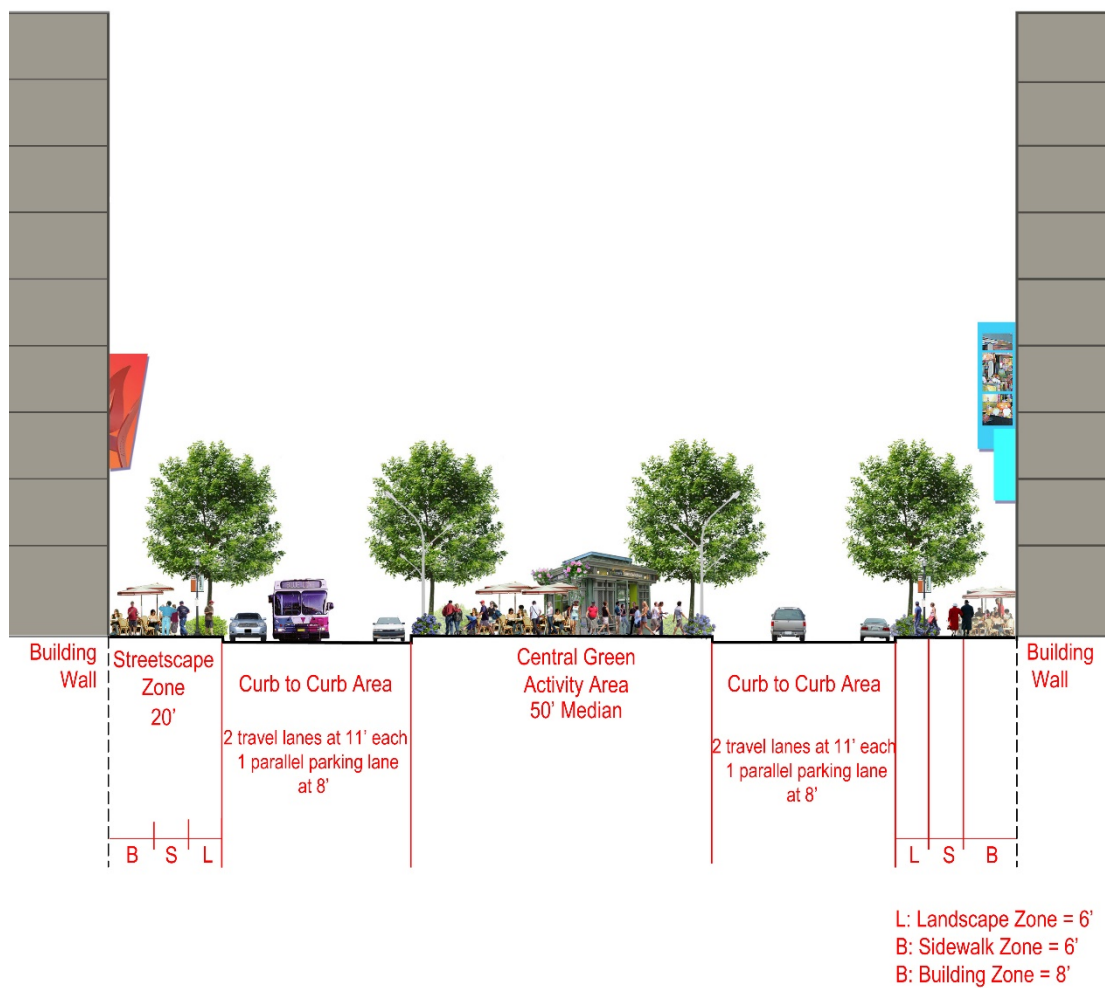 Building
Wall
Streetscape
Zone
20’
Curb to Curb Area
2 travel lanes at 11’ each
1 parallel parking lane
at 8’
Central Green
Activity Area
50’ Median
Curb to Curb Area
2 travel lanes at 11’ each
1 parallel parking lane
at 8’
Building
Wall
B S L
L S B
L: Landscape Zone = 6’
B: Sidewalk Zone = 6’
B: Building Zone = 8’